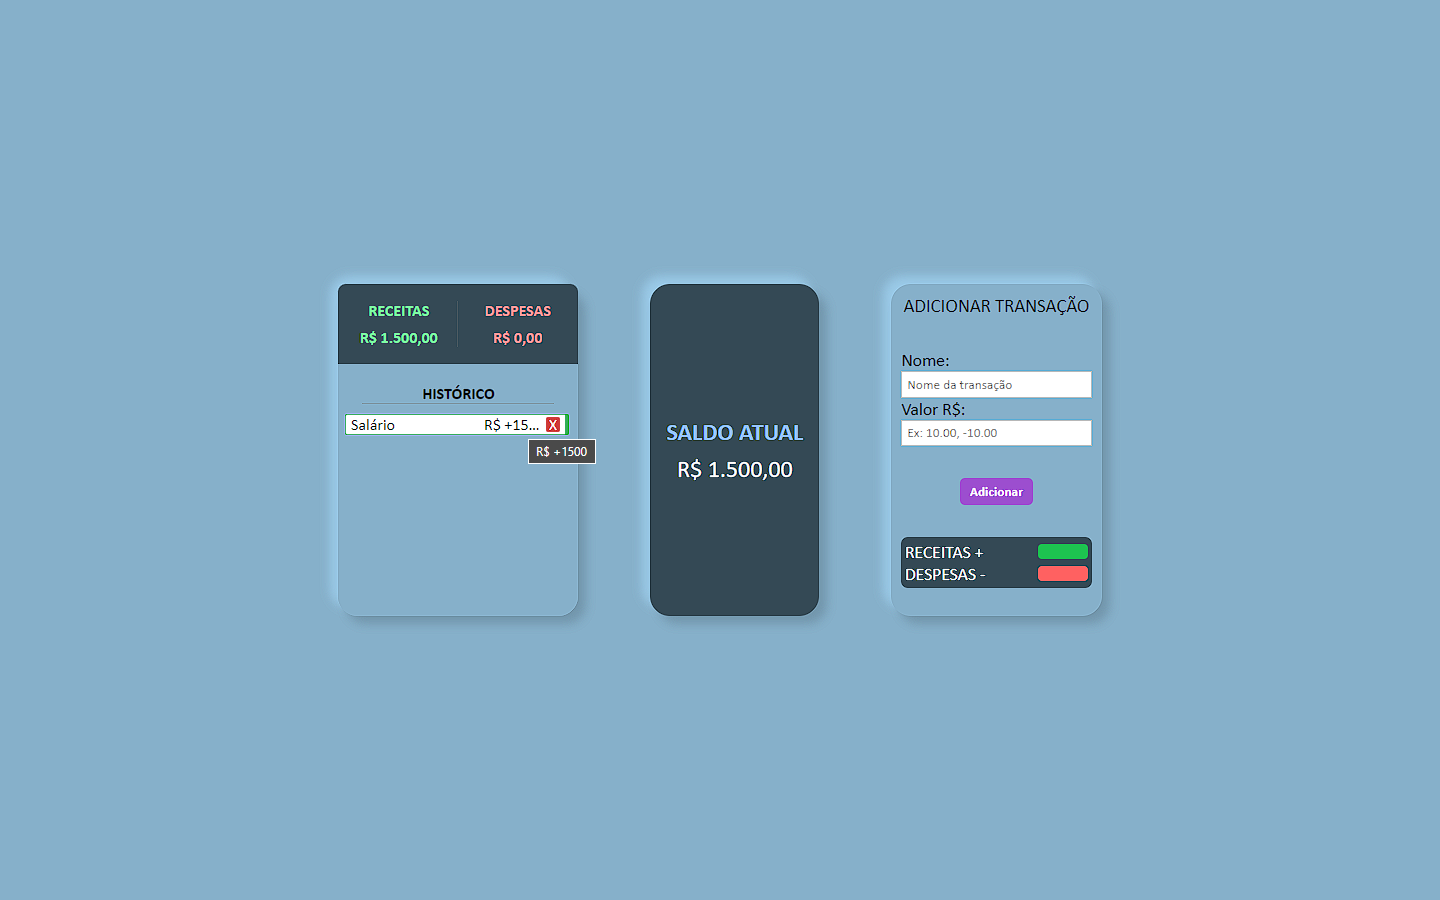 RECEITAS
R$ 1.500,00
DESPESAS
R$ 0,00
HISTÓRICO
Salário R$ +15... X
R$ +1500
SALDO ATUAL
R$ 1.500,00
ADICIONAR TRANSAÇÃO
Nome:
Nome da transação
Valor R$:
Ex: 10.00, -10.00
Adicionar
RECEITAS +
DESPESAS -